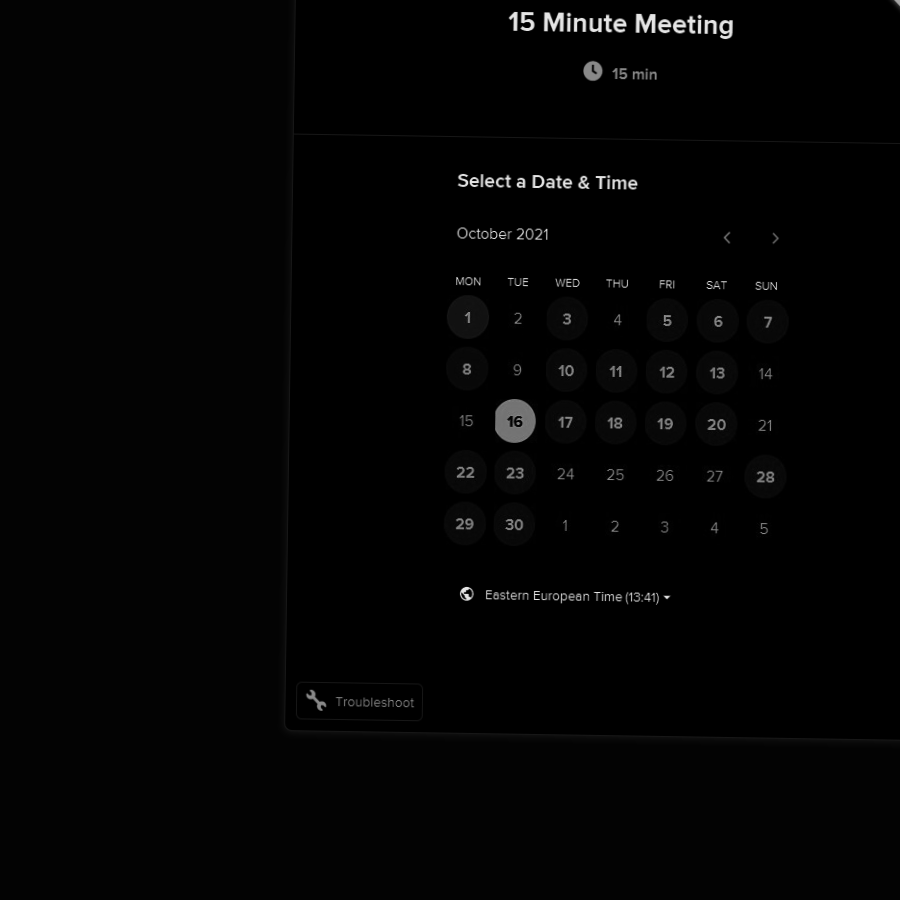 15 Minute Meeting
15 min
Select a Date & Time
October 2021
MON TUE WED THU FRI SAT SUN
1 2 3 4 5 6 7
8 9 10 11 12 13 14
15 16 17 18 19 20 21
22 23 24 25 26 27 28
29 30 1 2 3 4 5
Eastern European Time (13:41)
Troubleshoot